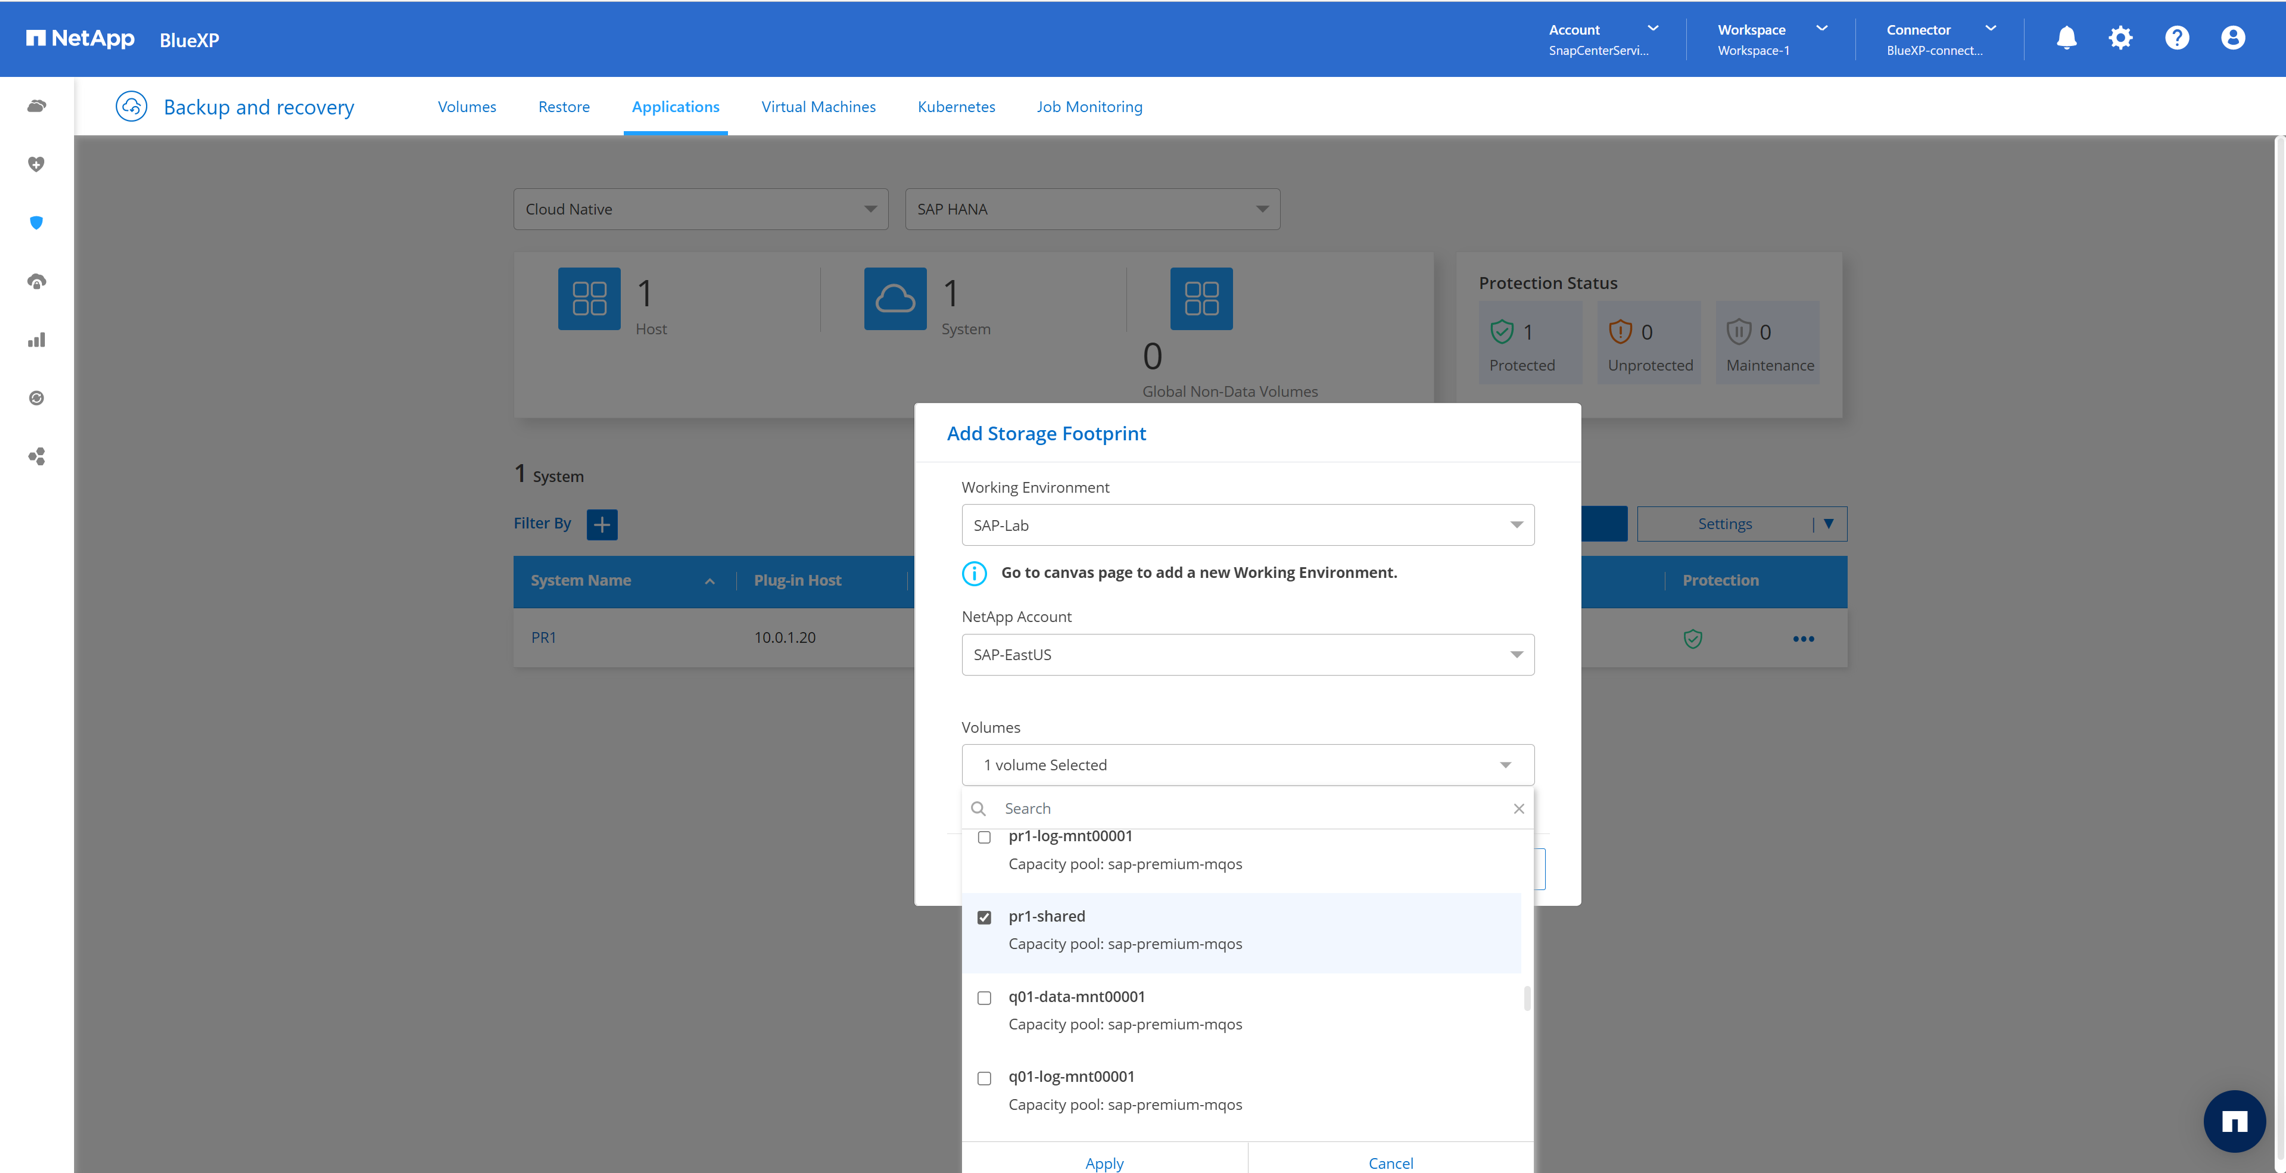 NetApp BlueXP
Account
SnapCenterServi...
Workspace
Workspace-1
Connector
BlueXP-connect...
Backup and recovery
Volumes
Restore
Applications
Virtual Machines
Kubernetes
Job Monitoring
Cloud Native
SAP HANA
1
Host
1
System
0
Global Non-Data Volumes
Protection Status
1
Protected
0
Unprotected
0
Maintenance
1 System
Filter By
Settings
System Name
Plug-in Host
Protection
PR1
10.0.1.20
Add Storage Footprint
Working Environment
SAP-Lab
Go to canvas page to add a new Working Environment.
NetApp Account
SAP-EastUS
Volumes
1 volume Selected
Search
pr1-log-mnt00001
Capacity pool: sap-premium-mqos
pr1-shared
Capacity pool: sap-premium-mqos
q01-data-mnt00001
Capacity pool: sap-premium-mqos
q01-log-mnt00001
Capacity pool: sap-premium-mqos
Apply
Cancel